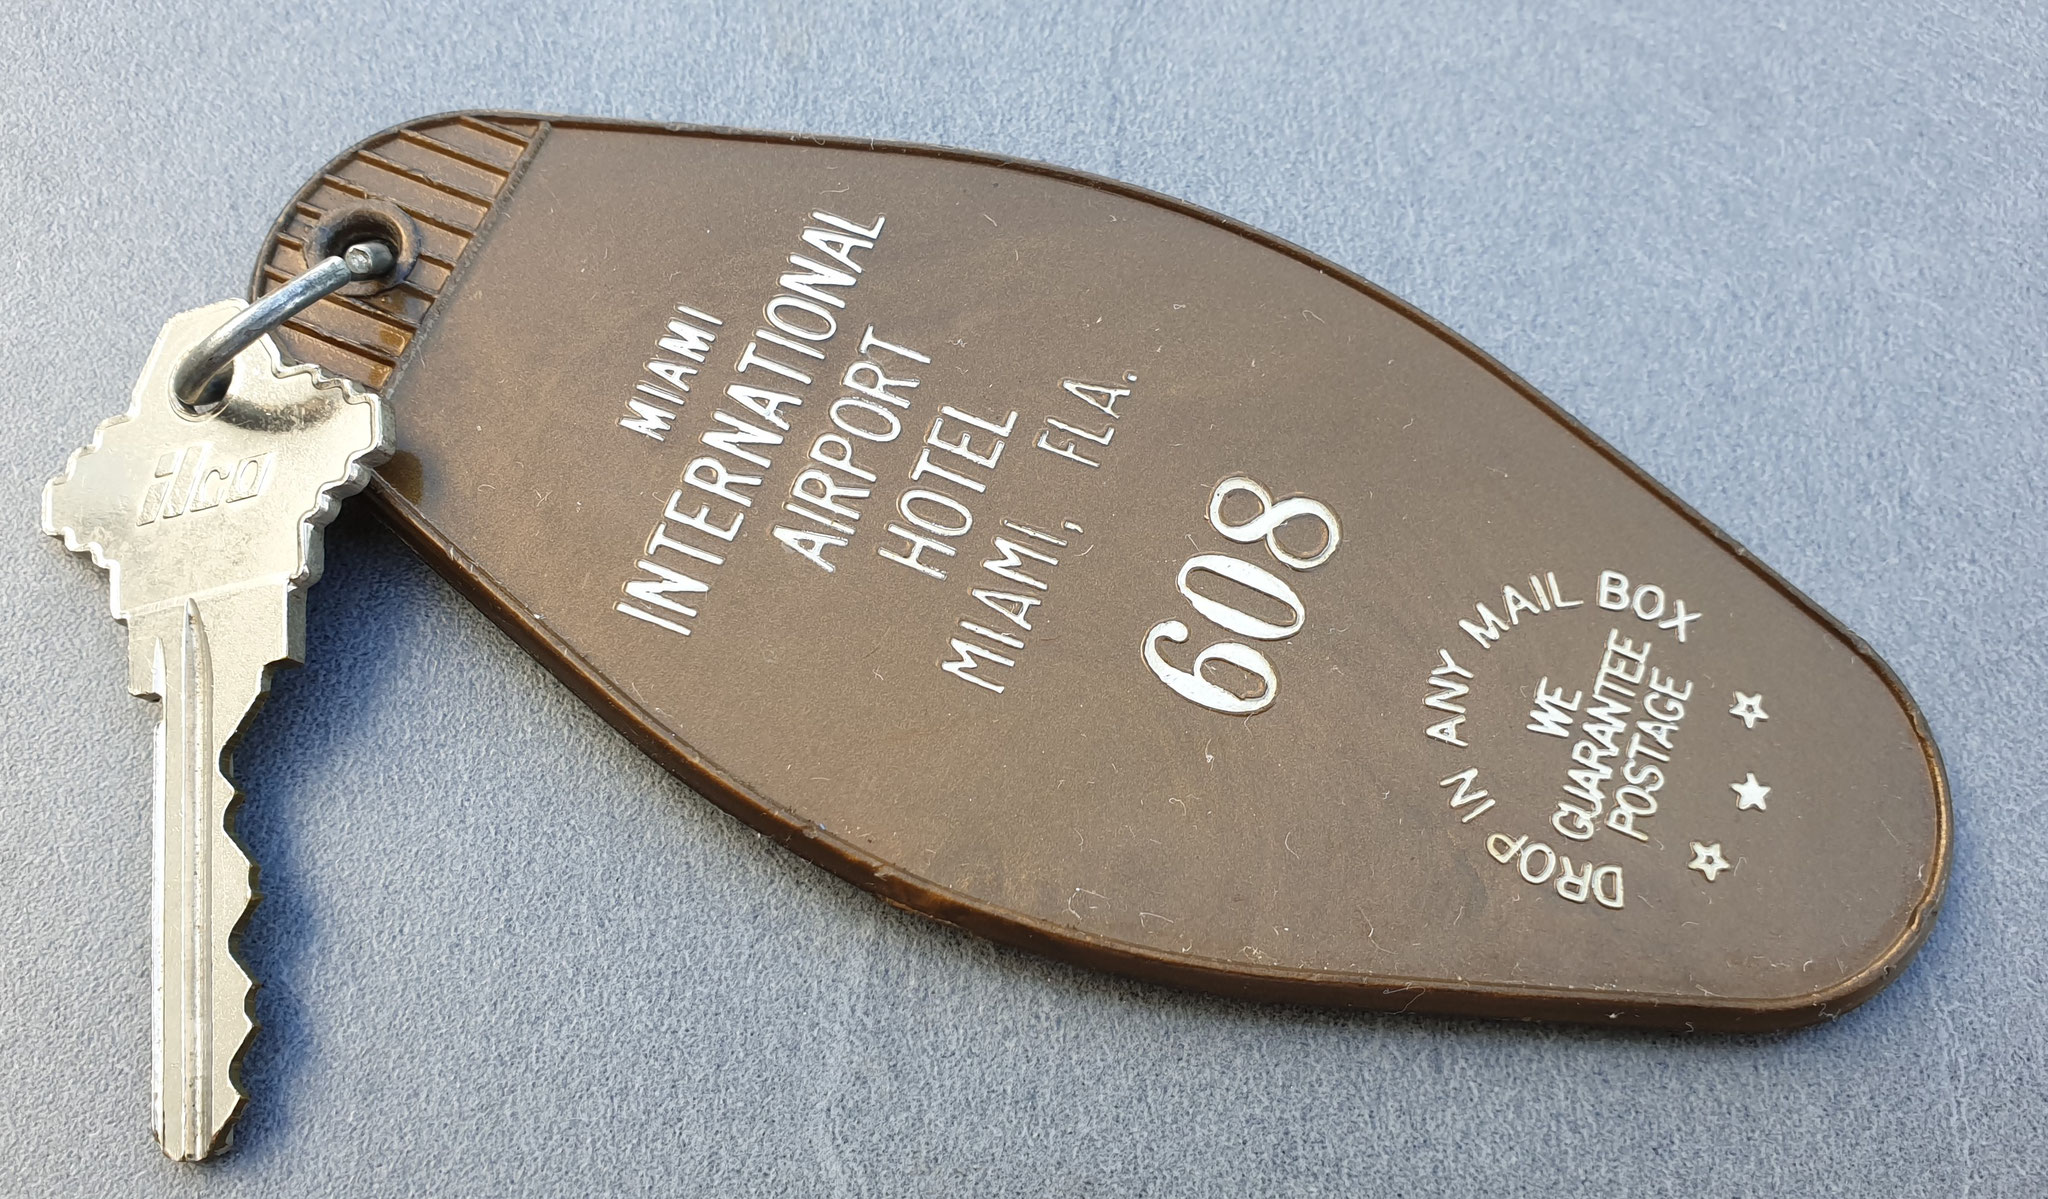 ilco
MIAMI
INTERNATIONAL
AIRPORT
HOTEL
MIAMI, FLA.
608
DROP IN ANY MAIL BOX
WE
GUARANTEE
POSTAGE